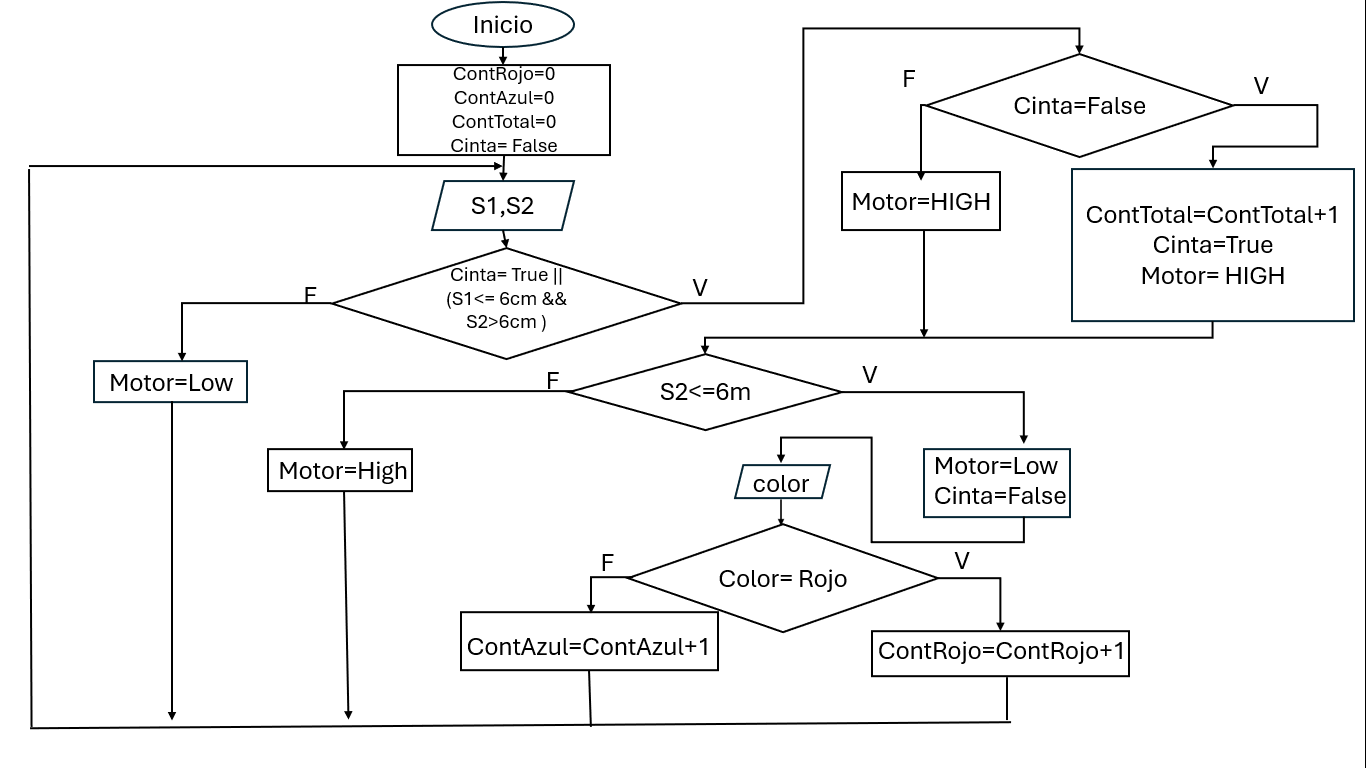 Inicio
ContRojo=0
ContAzul=0
ContTotal=0
Cinta= False
S1,S2
Cinta= True ||
(S1<= 6cm &&
S2>6cm )
F
V
Motor=Low
Cinta=False
F
V
Motor=HIGH
ContTotal=ContTotal+1
Cinta=True
Motor= HIGH
S2<=6m
F
V
Motor=High
Motor=Low
Cinta=False
color
Color= Rojo
F
V
ContAzul=ContAzul+1
ContRojo=ContRojo+1